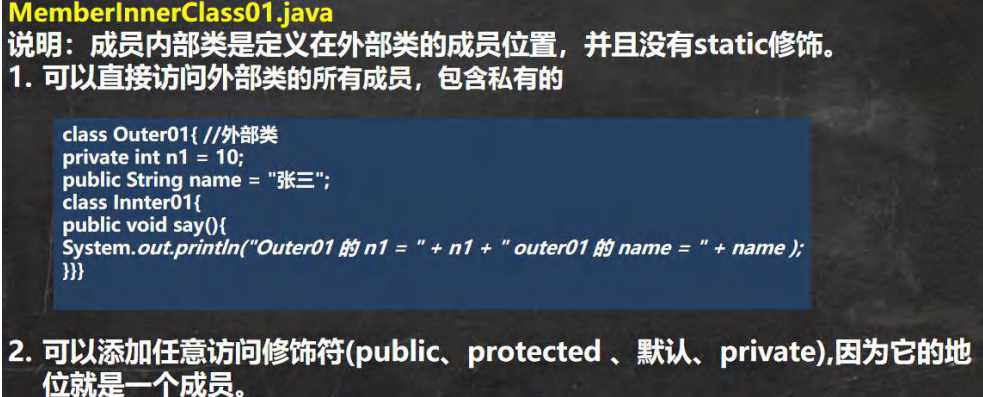 MemberInnerClass01.java
说明：成员内部类是定义在外部类的成员位置，并且没有static修饰。
1. 可以直接访问外部类的所有成员，包含私有的
class Outer01{ //外部类
private int n1 = 10;
public String name = "张三";
class Innter01{
public void say(){
System.out.println("Outer01 的 n1 = " + n1 + " outer01 的 name = " + name );
}}}
2. 可以添加任意访问修饰符(public、protected 、默认、private),因为它的地
位就是一个成员。